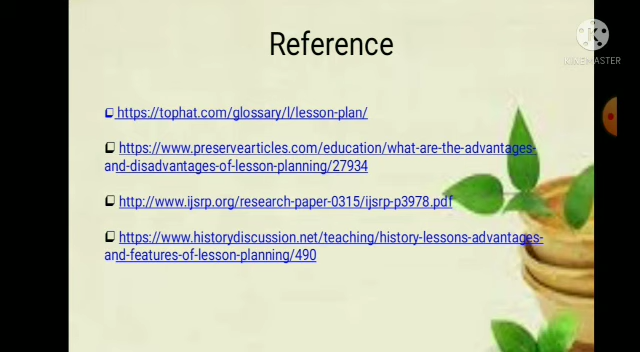 Reference
KINEMASTER
https://tophat.com/glossary/l/lesson-plan/
https://www.preservearticles.com/education/what-are-the-advantages-
and-disadvantages-of-lesson-planning/27934
http://www.ijsrp.org/research-paper-0315/ijsrp-p3978.pdf
https://www.historydiscussion.net/teaching/history-lessons-advantages-
and-features-of-lesson-planning/490